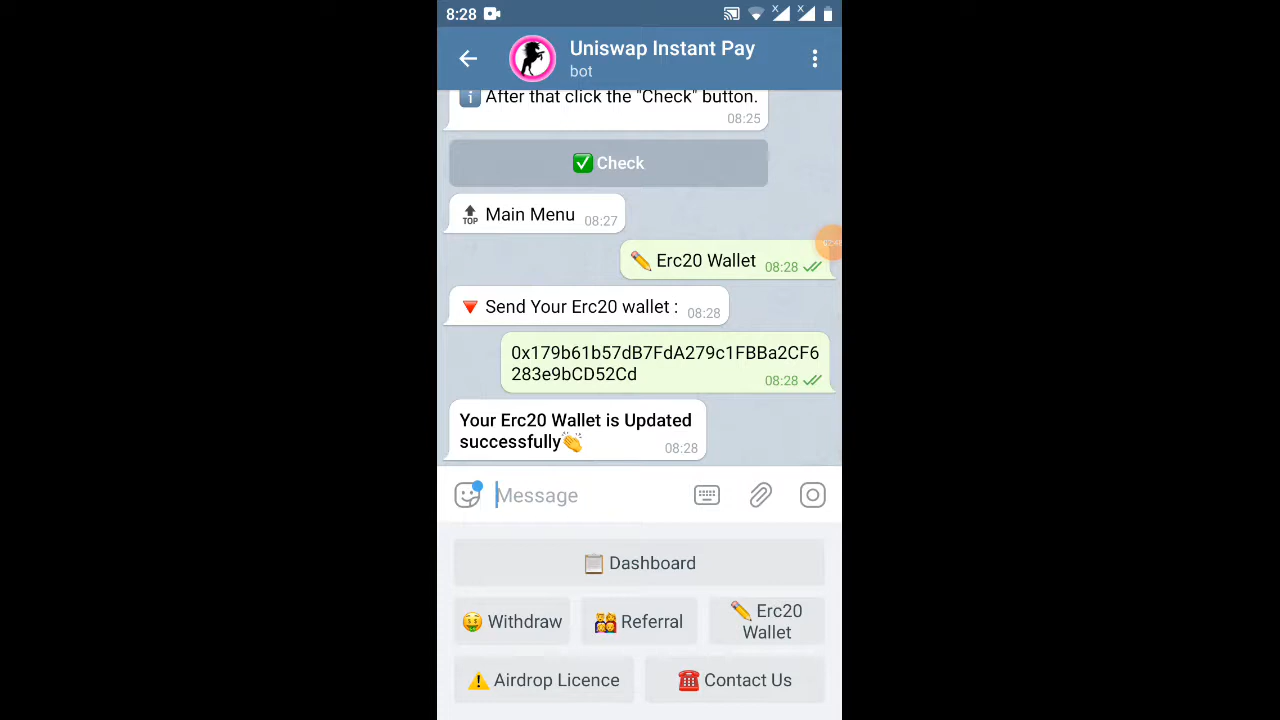 8:28
Uniswap Instant Pay
bot
After that click the "Check" button.
08:25
Check
TOP Main Menu 08:27
Erc20 Wallet 08:28
Send Your Erc20 wallet : 08:28
0x179b61b57dB7FdA279c1FBBa2CF6
283e9bCD52Cd 08:28
Your Erc20 Wallet is Updated
successfully 08:28
Message
Dashboard
Withdraw
Referral
Erc20
Wallet
Airdrop Licence
Contact Us